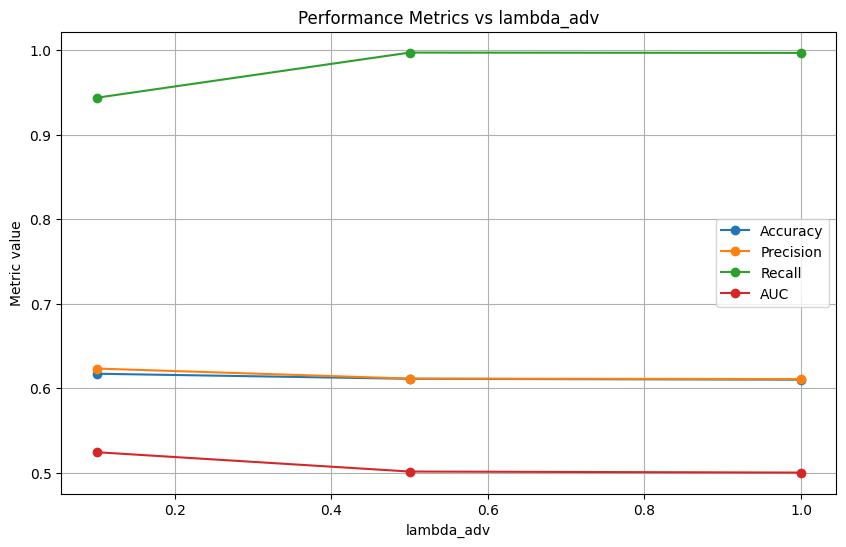 Performance Metrics vs lambda_adv
Metric value
1.0
0.9
0.8
0.7
0.6
0.5
Accuracy
Precision
Recall
AUC
0.2 0.4 0.6 0.8 1.0
lambda_adv